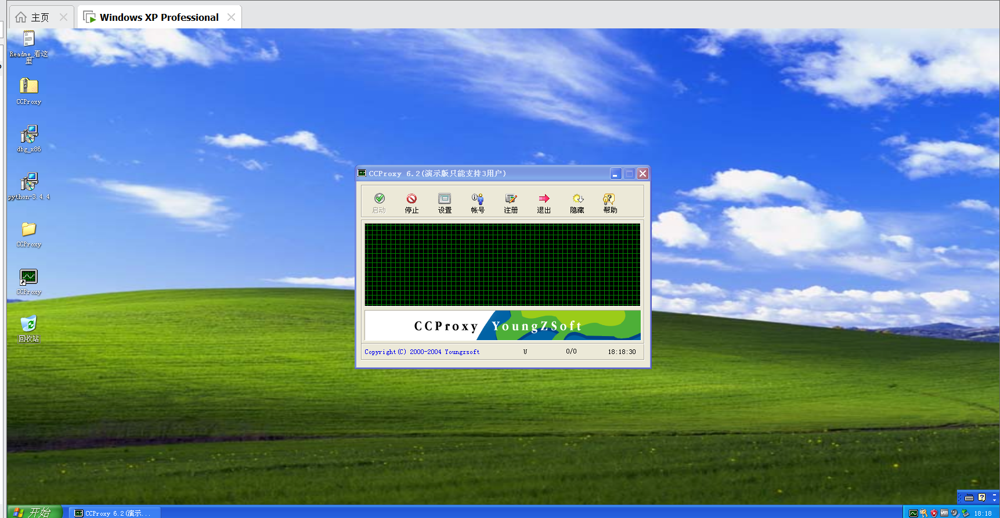 主页
Windows XP Professional
Readme_看这
里
CCProxy
dbg_x86
python-3.4.4
CCProxy
CCProxy
回收站
CCProxy 6.2(演示版只能支持3用户)
启动 停止 设置 帐号 注册 退出 隐藏 帮助
CCProxy YoungZSoft
Copyright(C) 2000-2004 Youngzsoft U 0/0 18:18:30
开始 CCProxy 6.2(演示... vm 18:18